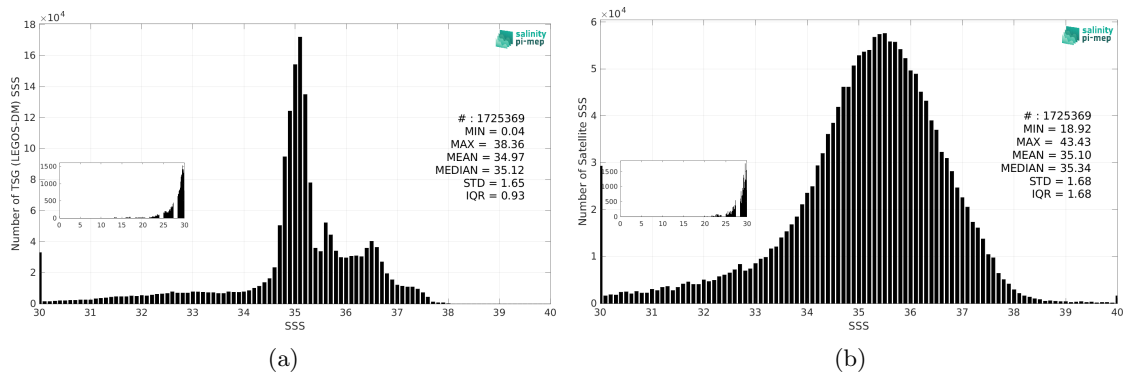 ×10⁴
18
16
14
12
10
8
6
4
2
0
Number of TSG (LEGOS-DM) SSS
30 31 32 33 34 35 36 37 38 39 40
SSS
salinity
pi-mep
# : 1725369
MIN = 0.04
MAX = 38.36
MEAN = 34.97
MEDIAN = 35.12
STD = 1.65
IQR = 0.93
1500
1000
500
0
0 5 10 15 20 25 30
(a)
×10⁴
6
5
4
3
2
1
0
Number of Satellite SSS
30 31 32 33 34 35 36 37 38 39 40
SSS
salinity
pi-mep
# : 1725369
MIN = 18.92
MAX = 43.43
MEAN = 35.10
MEDIAN = 35.34
STD = 1.68
IQR = 1.68
1500
1000
500
0
0 5 10 15 20 25 30
(b)